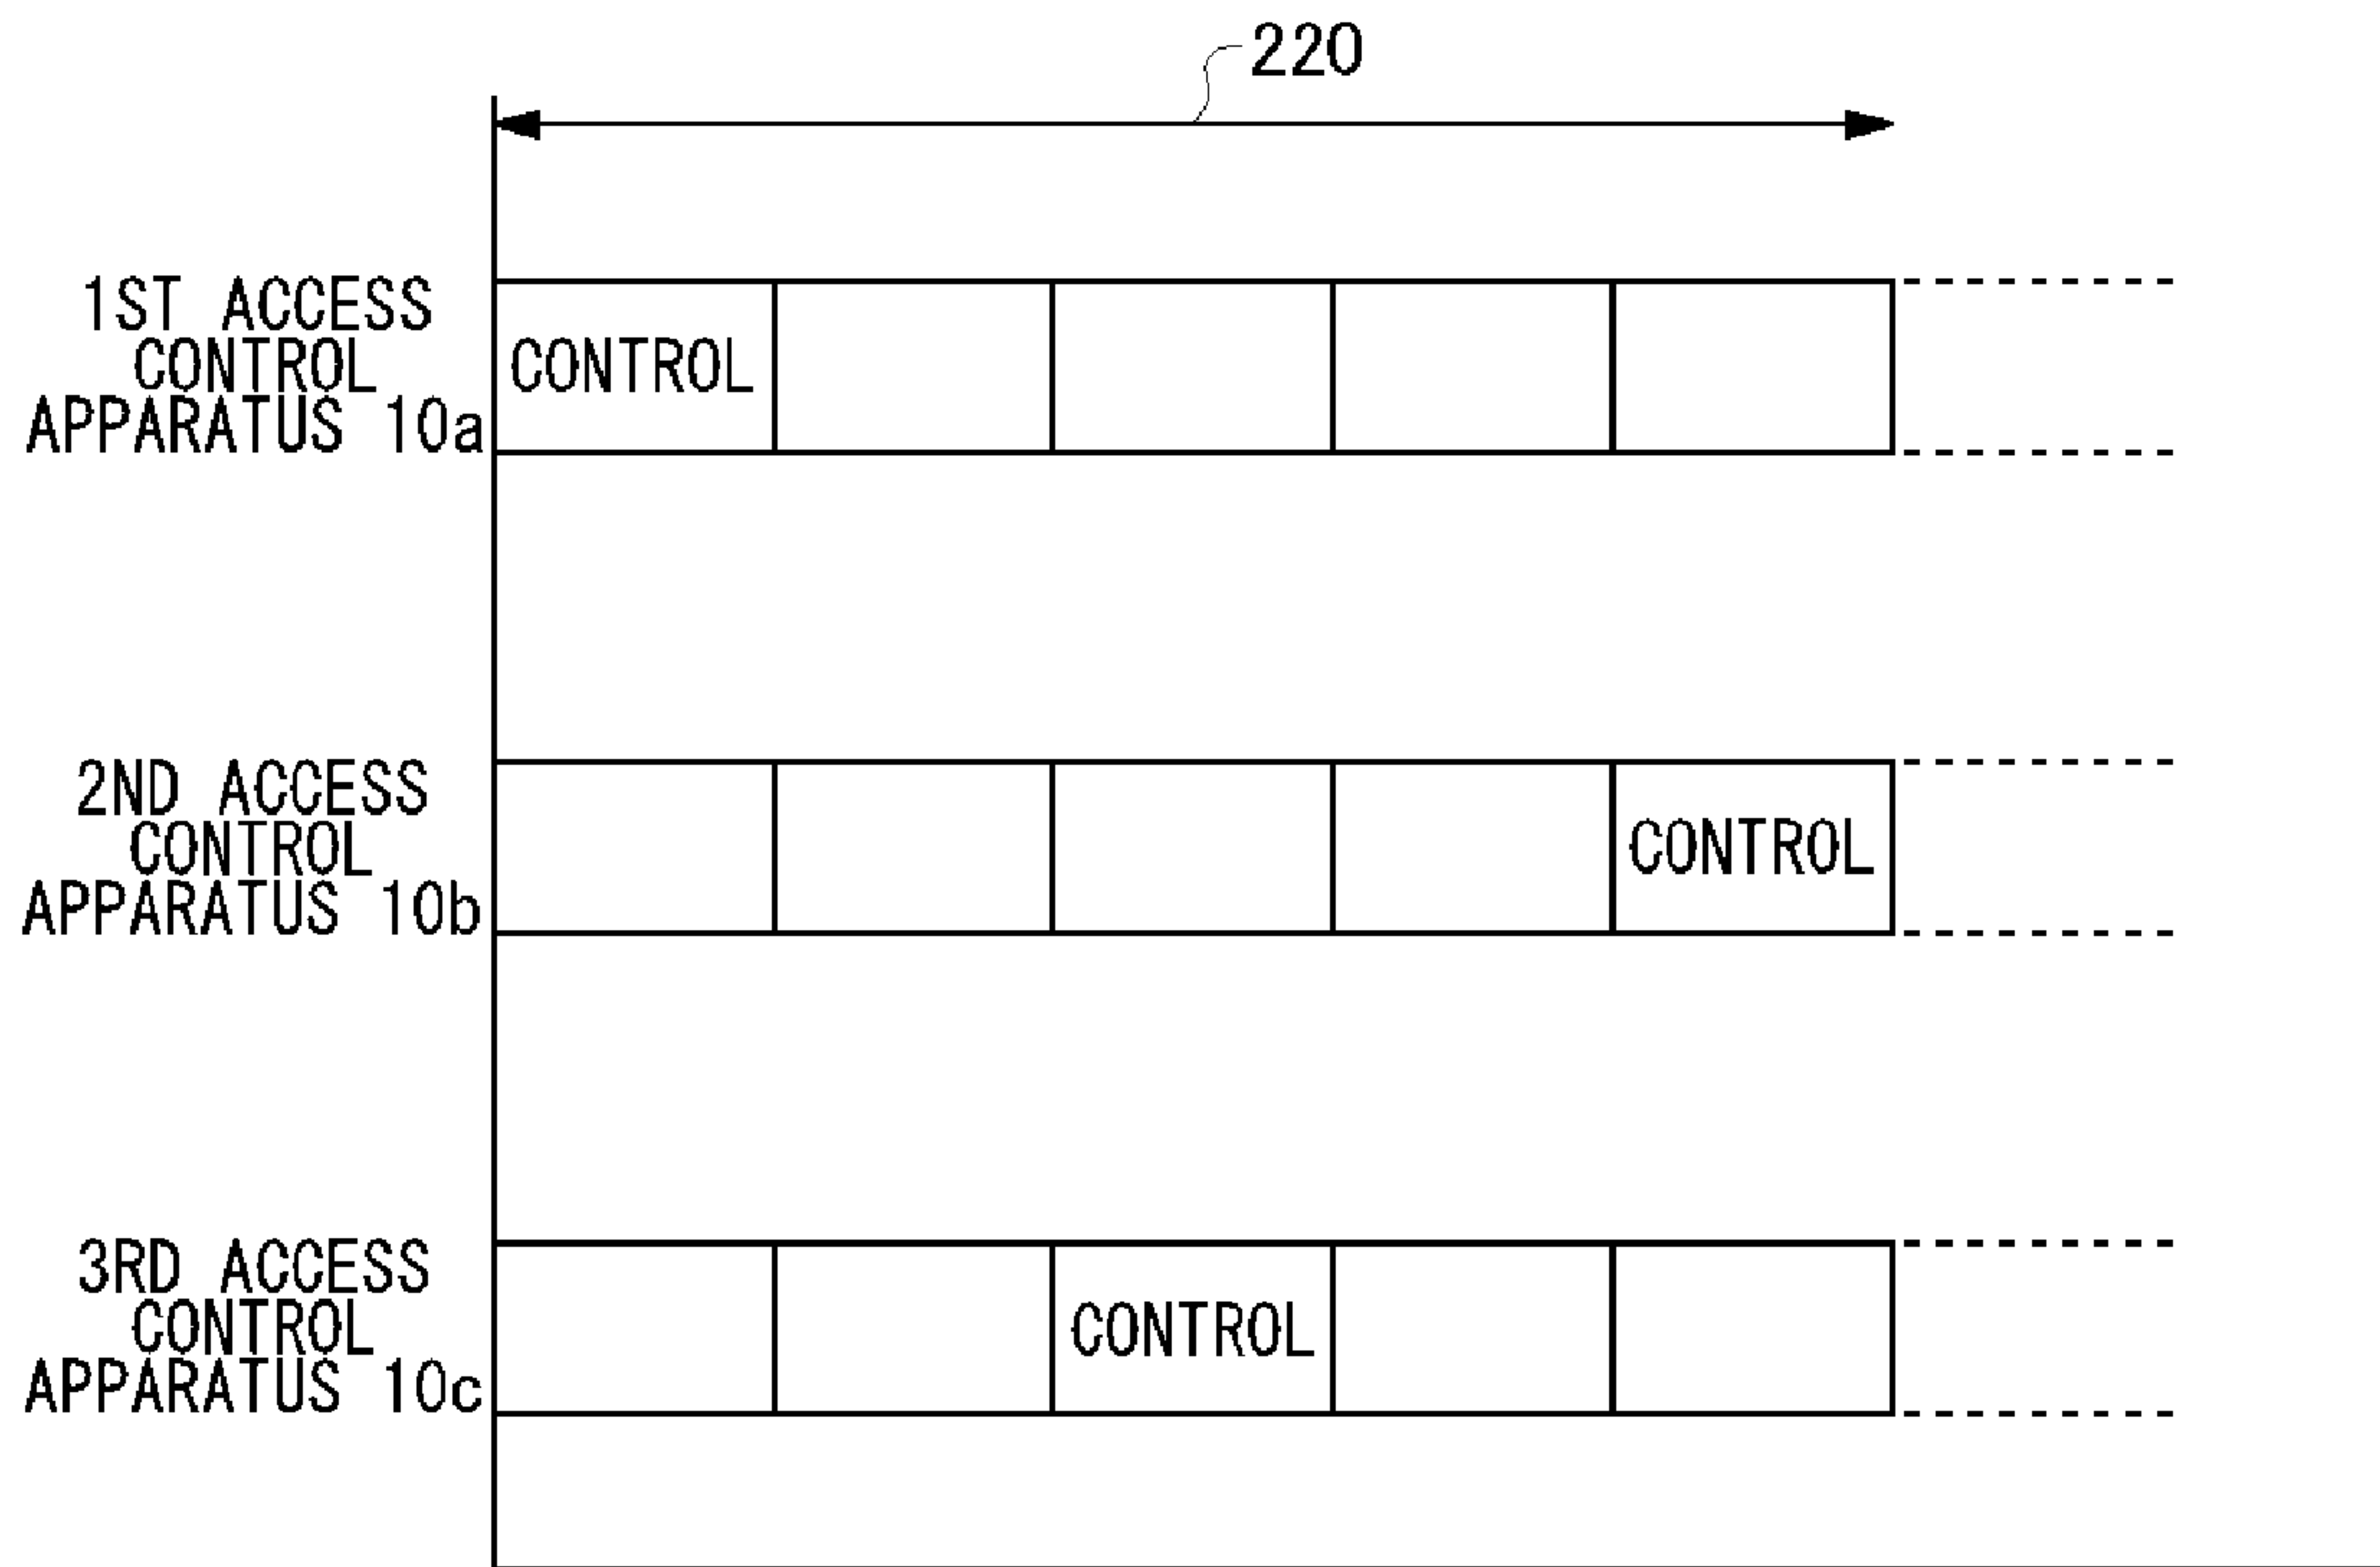 220
1ST ACCESS
CONTROL
APPARATUS 10a
CONTROL
2ND ACCESS
CONTROL
APPARATUS 10b
CONTROL
3RD ACCESS
CONTROL
APPARATUS 10c
CONTROL